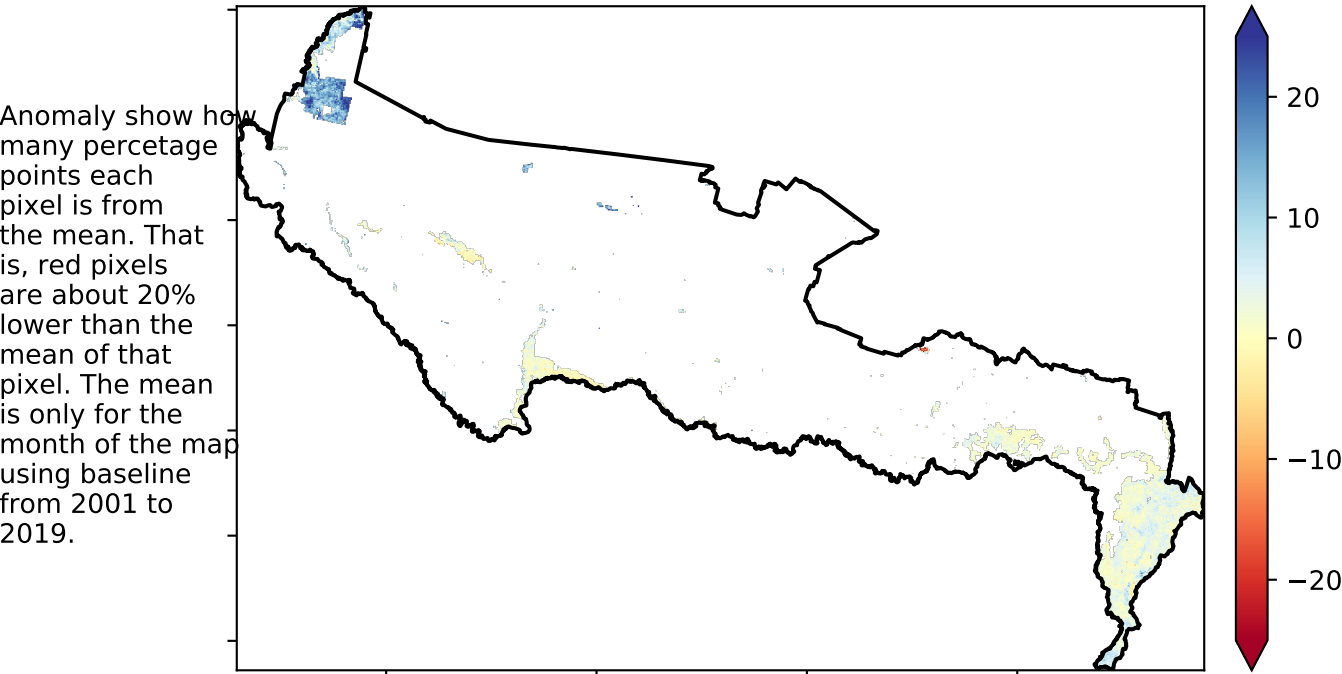 Anomaly show how
many percetage
points each
pixel is from
the mean. That
is, red pixels
are about 20%
lower than the
mean of that
pixel. The mean
is only for the
month of the map
using baseline
from 2001 to
2019.
20
10
0
−10
−20